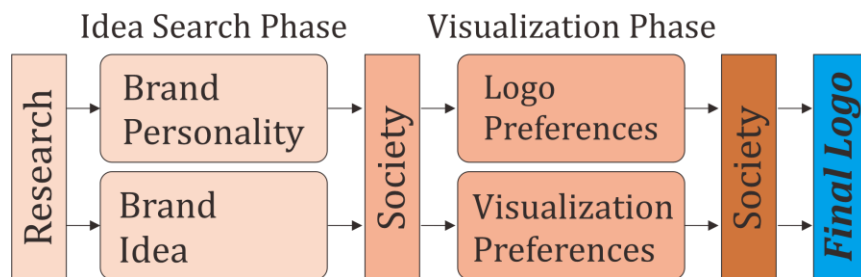 Idea Search Phase
Visualization Phase
Research
Brand
Personality
Brand
Idea
Society
Logo
Preferences
Visualization
Preferences
Society
Final Logo